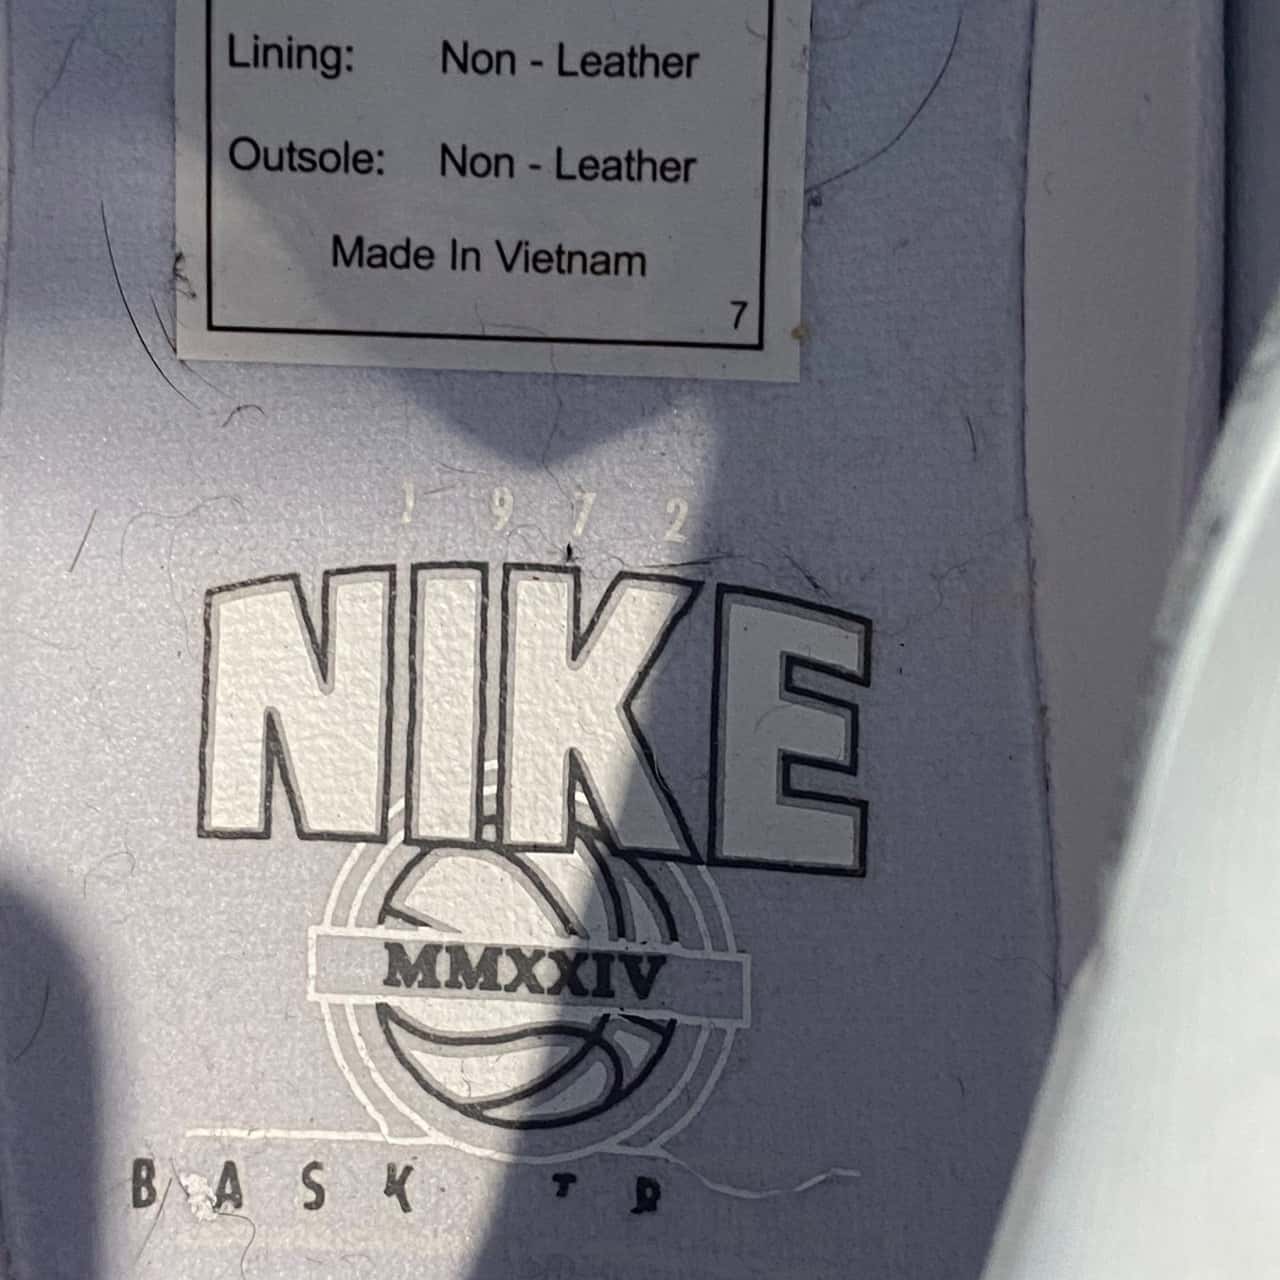 Lining: Non - Leather
Outsole: Non - Leather
Made In Vietnam
7
1972
NIKE
MMXXIV